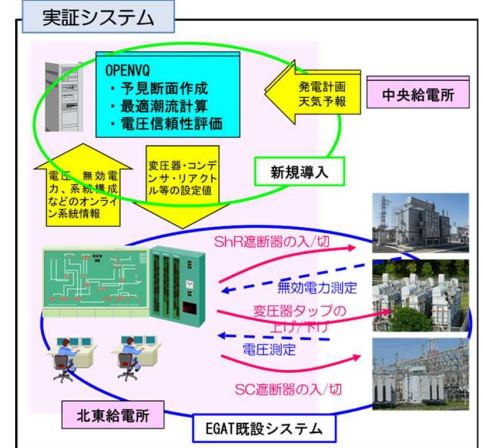 実証システム
OPENVQ
・予見断面作成
・最適潮流計算
・電圧信頼性評価
発電計画
天気予報
中央給電所
新規導入
電圧、無効電
力、系統構成
などのオンラ
イン系統情報
変圧器・コンデ
ンサ・リアクト
ル等の設定値
ShR遮断器の入/切
無効電力測定
変圧器タップの
上げ/下げ
電圧測定
SC遮断器の入/切
北東給電所
EGAT既設システム